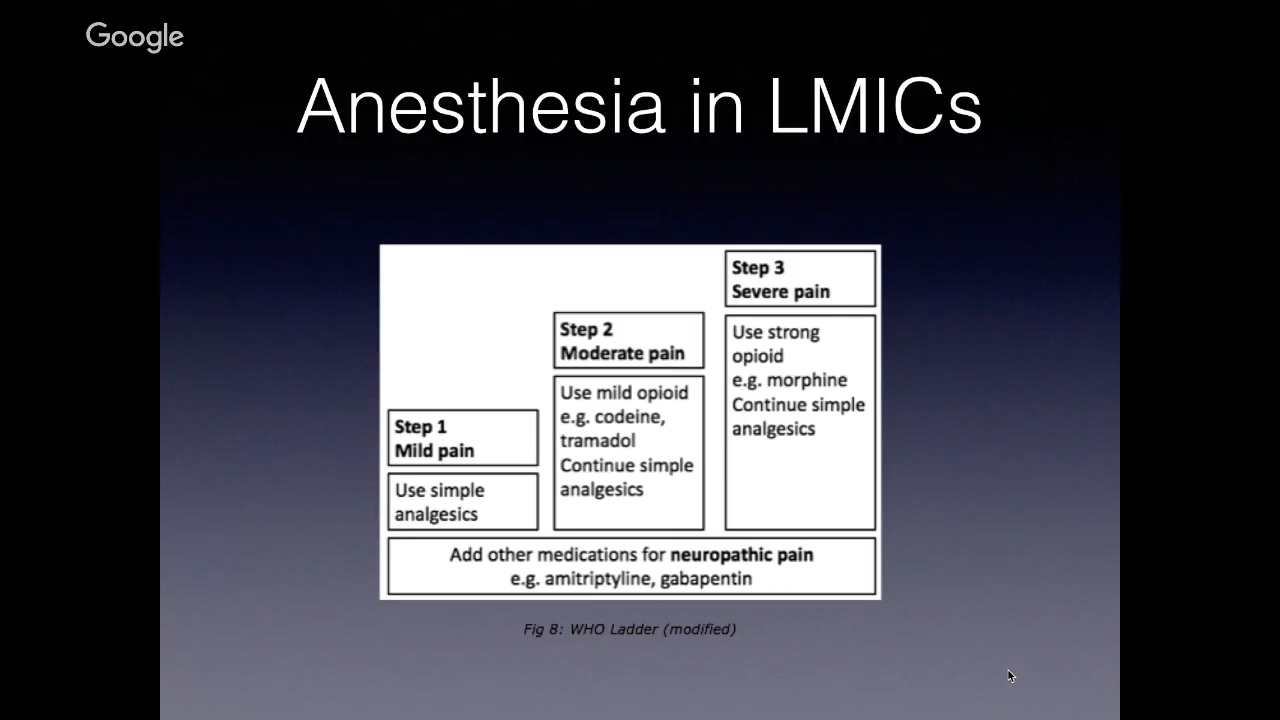 Google
Anesthesia in LMICs
Step 1
Mild pain
Use simple
analgesics
Step 2
Moderate pain
Use mild opioid
e.g. codeine,
tramadol
Continue simple
analgesics
Step 3
Severe pain
Use strong
opioid
e.g. morphine
Continue simple
analgesics
Add other medications for neuropathic pain
e.g. amitriptyline, gabapentin
Fig 8: WHO Ladder (modified)